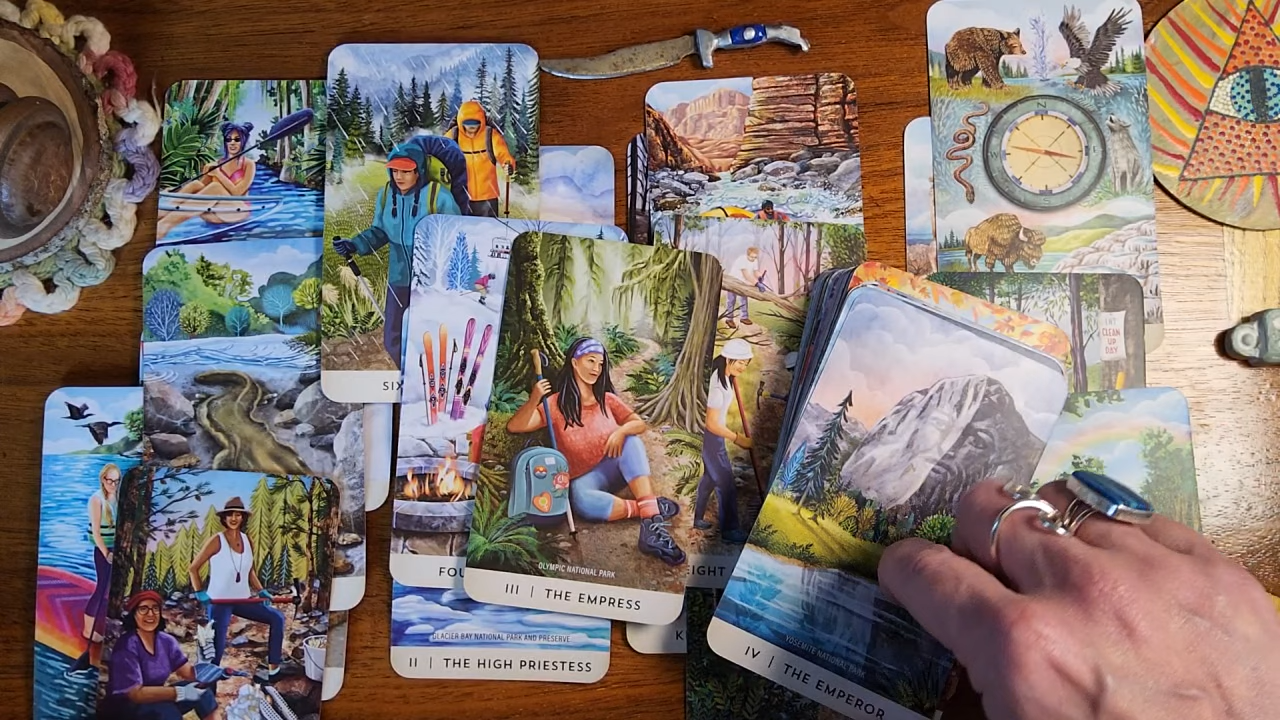 SIX
LET
CLEAN
UP
DAY
N
OLYMPIC NATIONAL PARK
III | THE EMPRESS
FOU
EIGHT
GLACIER BAY NATIONAL PARK AND PRESERVE
II | THE HIGH PRIESTESS
K
YOSEMITE NATIONAL PARK
IV | THE EMPEROR